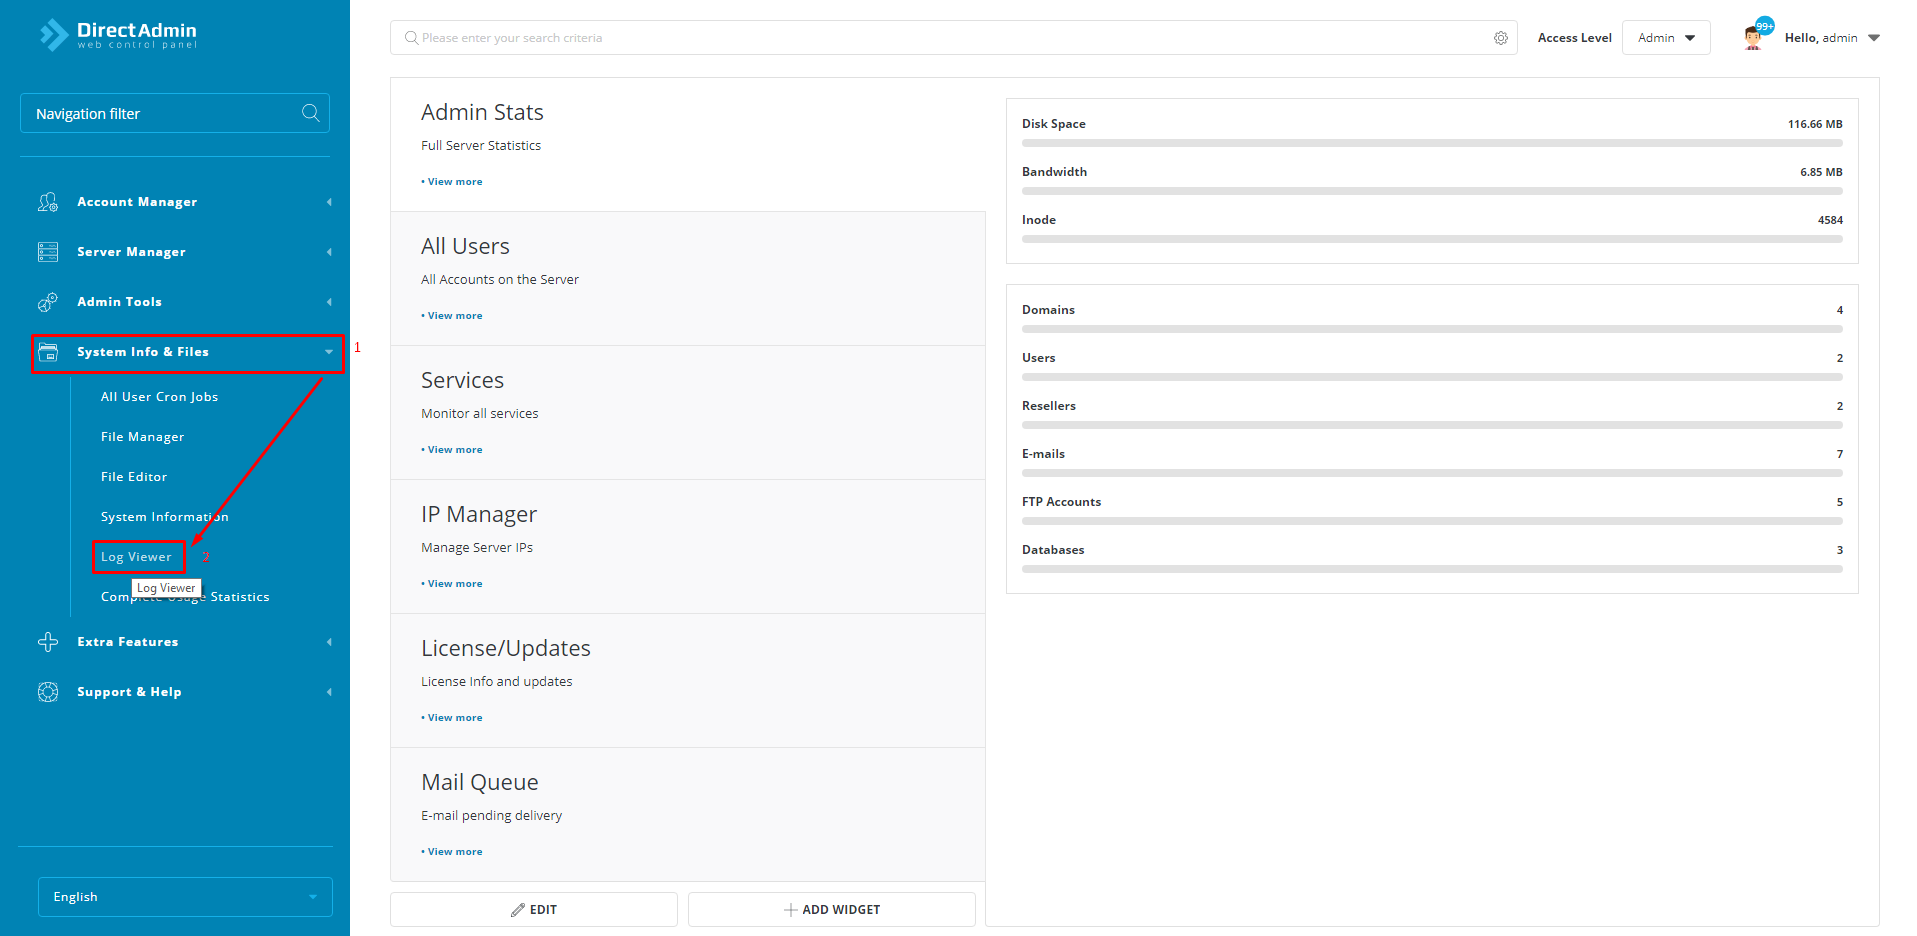 DirectAdmin
web control panel
Navigation filter
Account Manager
Server Manager
Admin Tools
System Info & Files
1
All User Cron Jobs
File Manager
File Editor
System Information
Log Viewer
2
Log Viewer
Complete Usage Statistics
Extra Features
Support & Help
English
Please enter your search criteria
Access Level
Admin
99+
Hello, admin
Admin Stats
Full Server Statistics
• View more
All Users
All Accounts on the Server
• View more
Services
Monitor all services
• View more
IP Manager
Manage Server IPs
• View more
License/Updates
License Info and updates
• View more
Mail Queue
E-mail pending delivery
• View more
EDIT
ADD WIDGET
Disk Space 116.66 MB
Bandwidth 6.85 MB
Inode 4584
Domains 4
Users 2
Resellers 2
E-mails 7
FTP Accounts 5
Databases 3